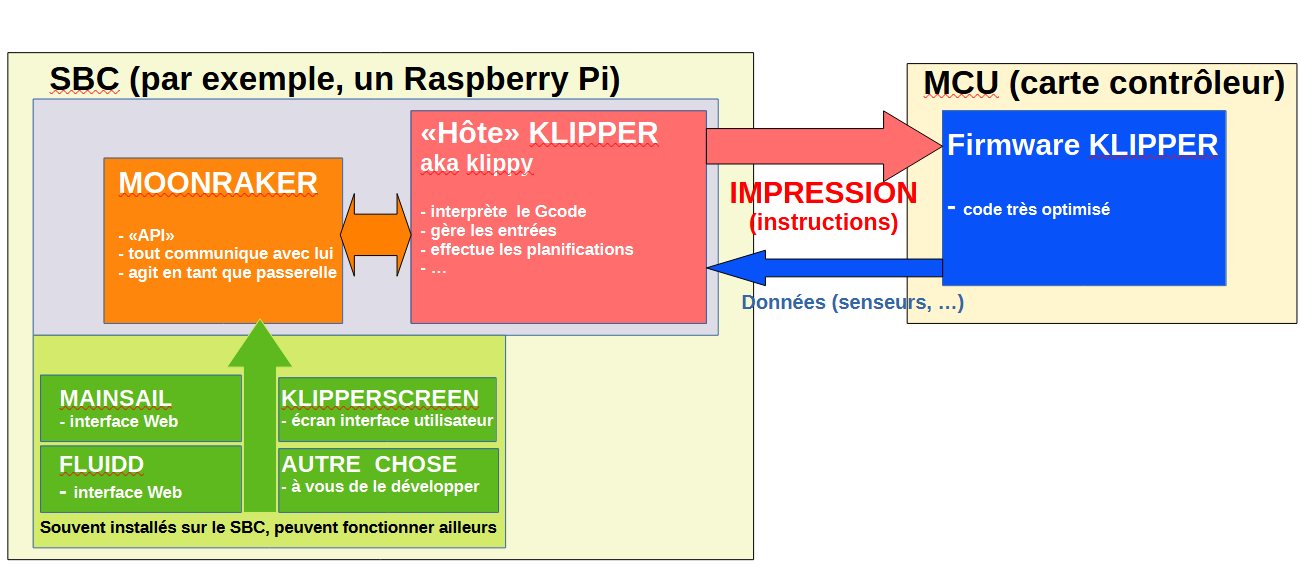 SBC (par exemple, un Raspberry Pi)
MOONRAKER
- «API»
- tout communique avec lui
- agit en tant que passerelle
«Hôte» KLIPPER
aka klippy
- interprète  le Gcode
- gère les entrées
- effectue les planifications
- …
IMPRESSION
(instructions)
Données (senseurs, …)
MCU (carte contrôleur)
Firmware KLIPPER
- code très optimisé
MAINSAIL
- interface Web
KLIPPERSCREEN
- écran interface utilisateur
FLUIDD
- interface Web
AUTRE  CHOSE
- à vous de le développer
Souvent installés sur le SBC, peuvent fonctionner ailleurs